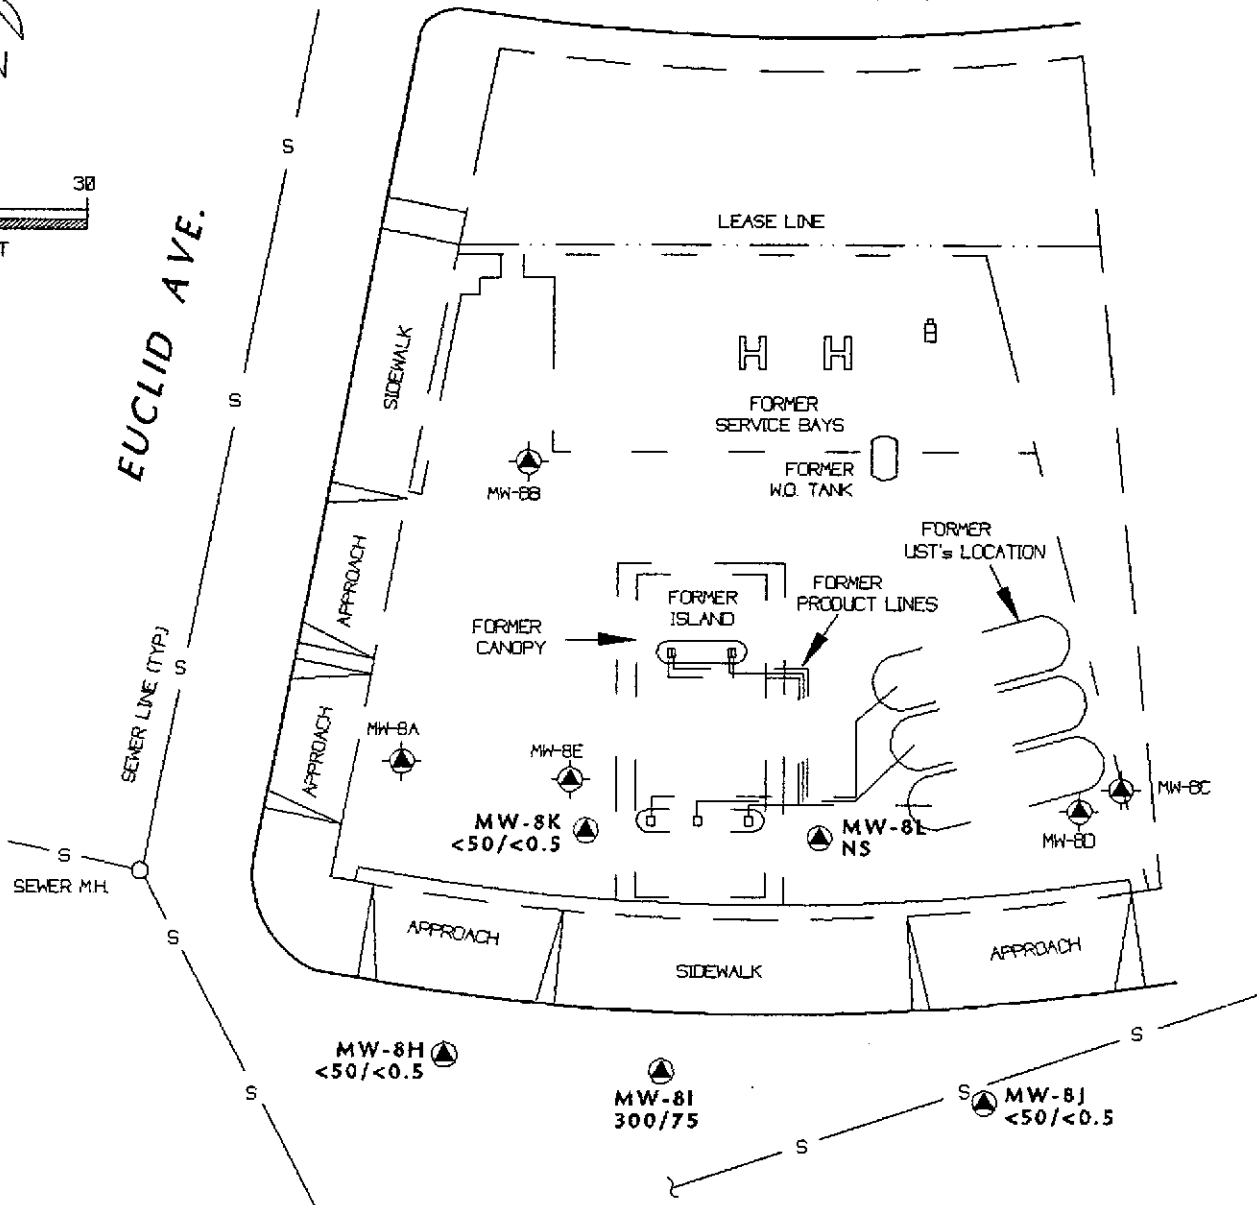 30
EUCLID AVE.
S
LEASE LINE
SIDEWALK
S
FORMER
SERVICE BAYS
FORMER
W.O. TANK
MW-8B
FORMER
UST's LOCATION
APPROACH
FORMER
PRODUCT LINES
FORMER
ISLAND
FORMER
CANOPY
SEWER LINE (TYP.)
S
APPROACH
MW-8A
MW-8E
MW-8C
MW-8D
MW-8K
<50/<0.5
MW-8L
NS
S
SEWER M.H.
S
APPROACH
SIDEWALK
APPROACH
MW-8H
<50/<0.5
S
MW-8I
300/75
S
S
MW-8J
<50/<0.5
S